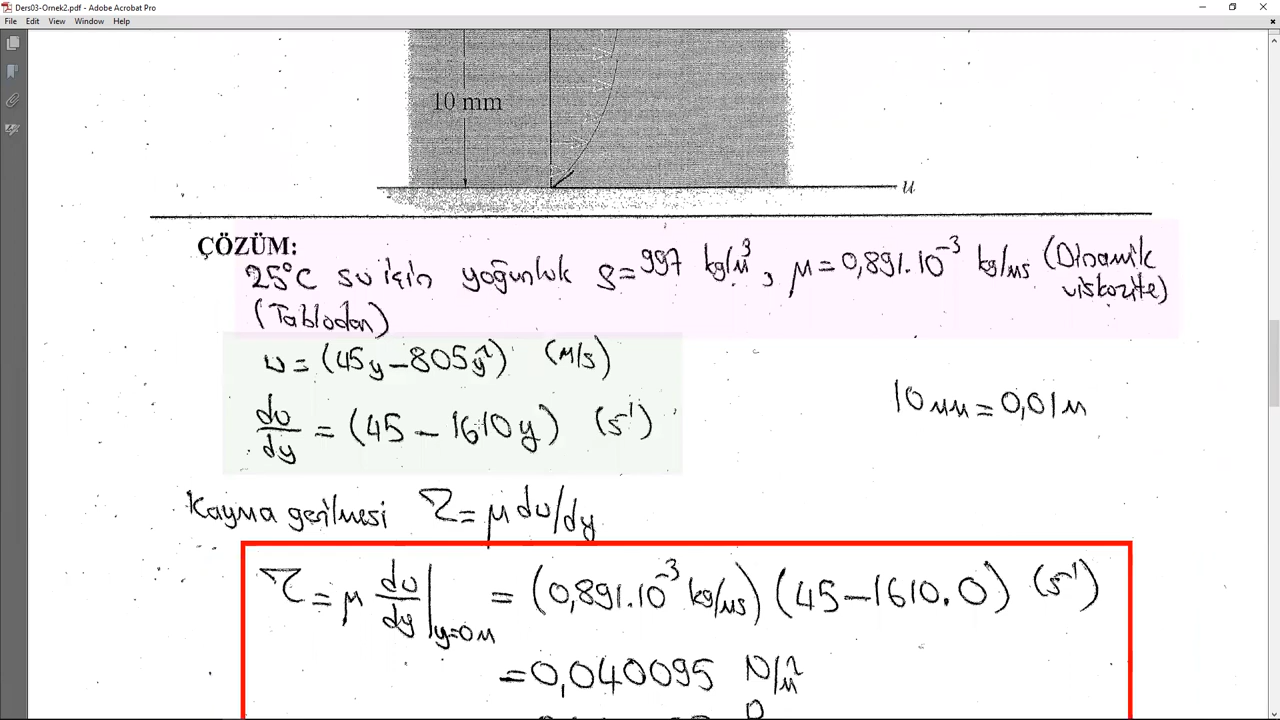 Ders03-Ornek2.pdf - Adobe Acrobat Pro
File Edit View Window Help
10 mm
u
ÇÖZÜM:
25°C su için yoğunluk ρ=997 kg/m³, μ=0,891.10⁻³ kg/ms (Dinamik viskozite)
(Tablodan)
u=(45y-805y²) (m/s)
du/dy = (45-1610y) (s⁻¹)
10 mm=0,01m
Kayma gerilmesi τ=μ du/dy
τ=μ du/dy|y=0m = (0,891.10⁻³ kg/ms) (45-1610.0) (s⁻¹)
=0,040095 N/m²